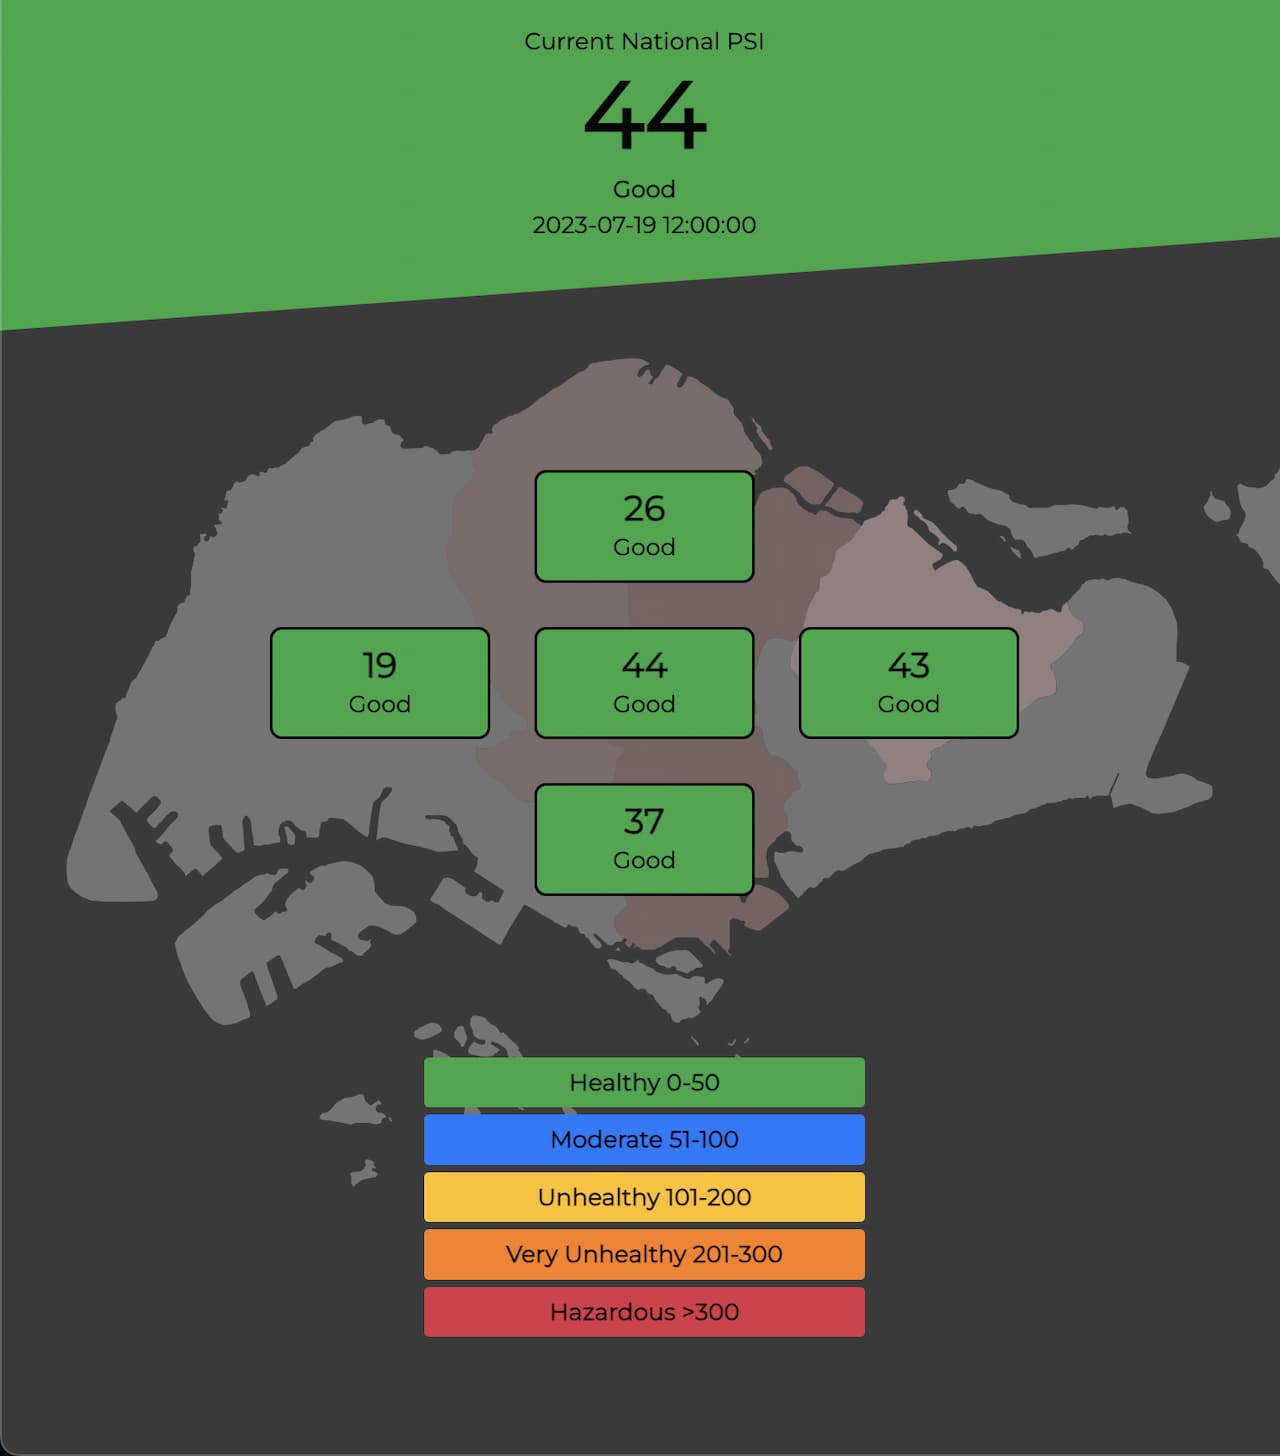 Current National PSI
44
Good
2023-07-19 12:00:00
26
Good
19
Good
44
Good
43
Good
37
Good
Healthy 0-50
Moderate 51-100
Unhealthy 101-200
Very Unhealthy 201-300
Hazardous >300